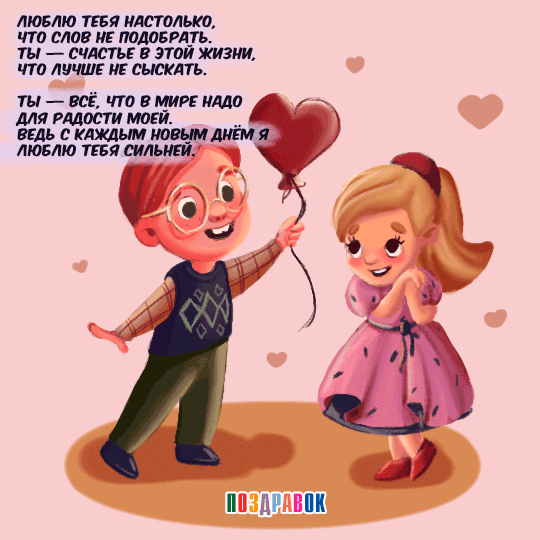 ЛЮБЛЮ ТЕБЯ НАСТОЛЬКО,
ЧТО СЛОВ НЕ ПОДОБРАТЬ.
ТЫ — СЧАСТЬЕ В ЭТОЙ ЖИЗНИ,
ЧТО ЛУЧШЕ НЕ СЫСКАТЬ.
ТЫ — ВСЁ, ЧТО В МИРЕ НАДО
ДЛЯ РАДОСТИ МОЕЙ.
ВЕДЬ С КАЖДЫМ НОВЫМ ДНЁМ Я
ЛЮБЛЮ ТЕБЯ СИЛЬНЕЙ.
ПОЗДРАВОК